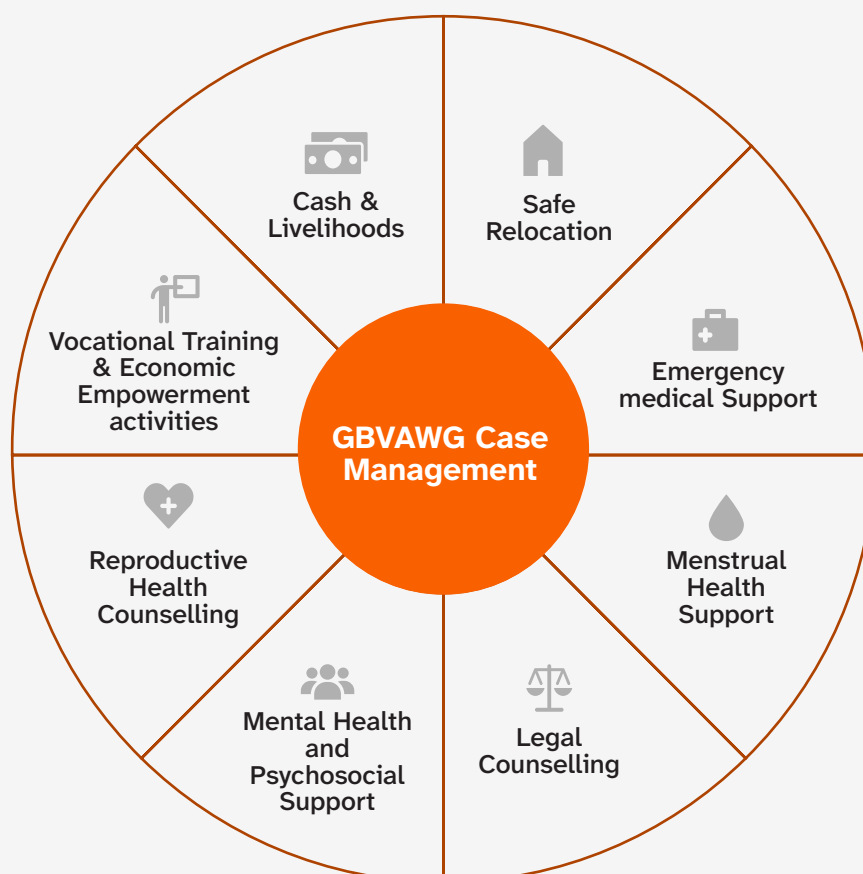 Cash &
Livelihoods
Safe
Relocation
Vocational Training
& Economic
Empowerment
activities
Emergency
medical Support
GBVAWG Case
Management
Reproductive
Health
Counselling
Menstrual
Health
Support
Mental Health
and
Psychosocial
Support
Legal
Counselling